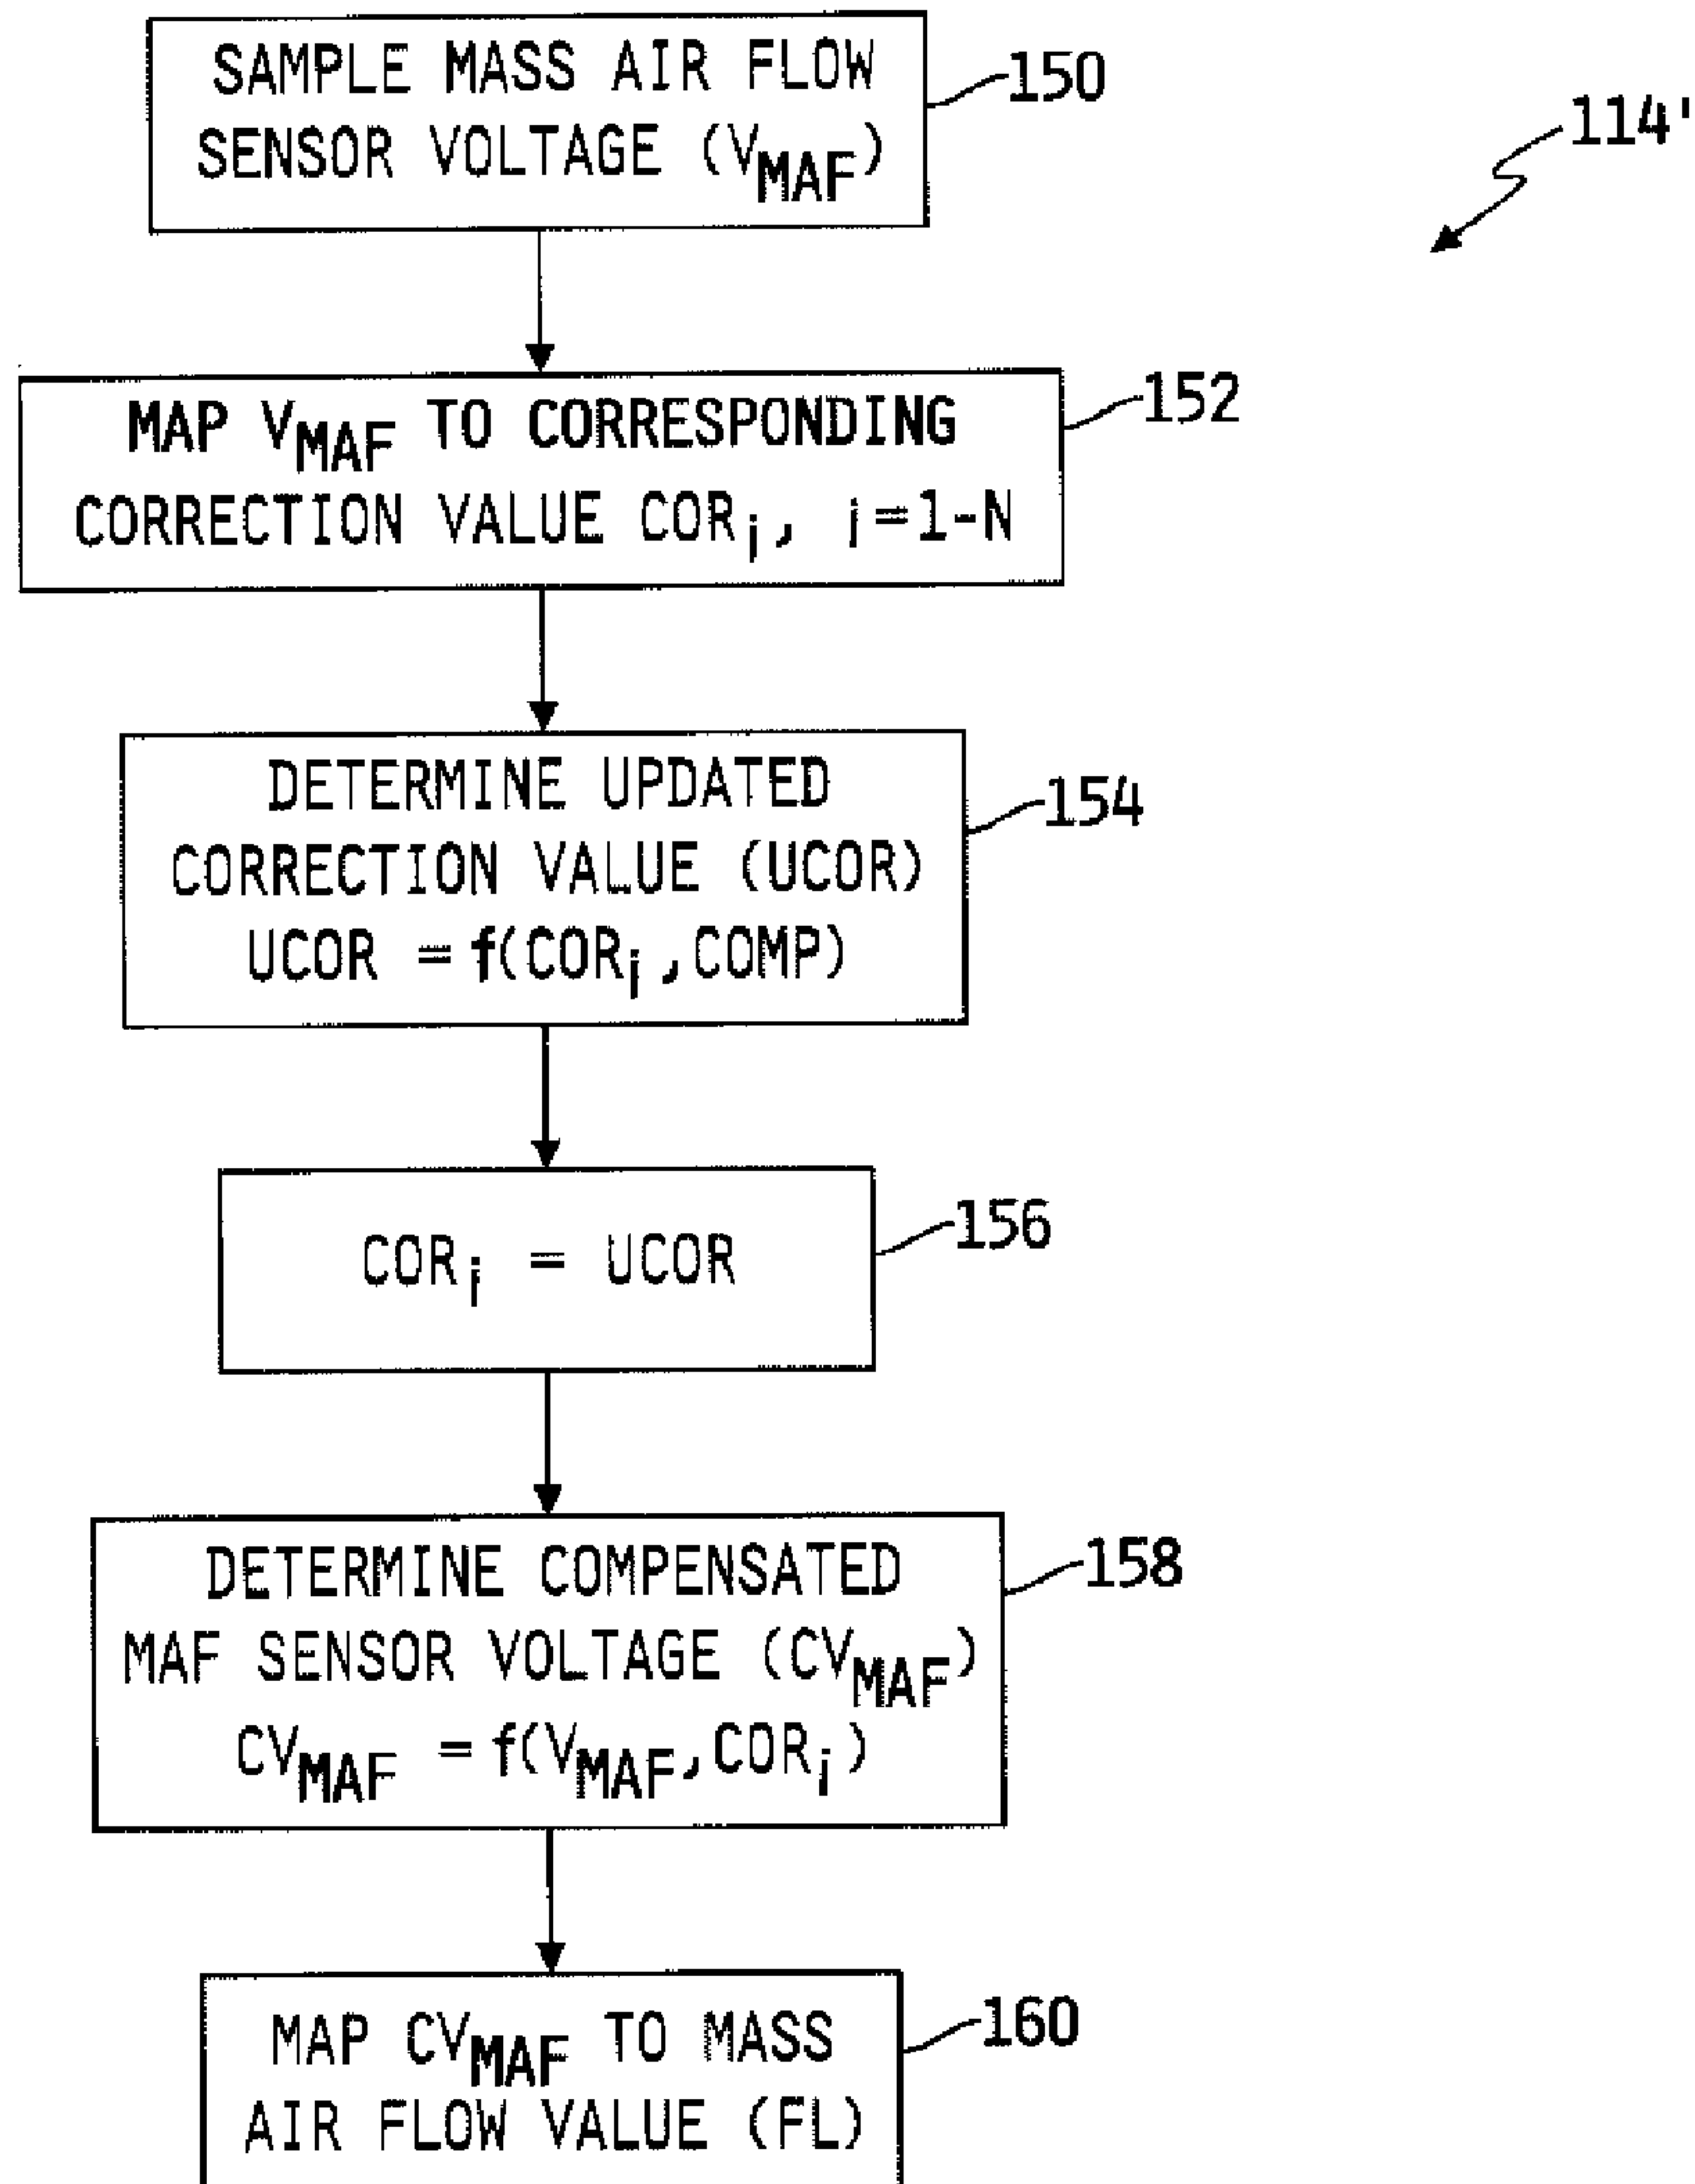 SAMPLE MASS AIR FLOW
SENSOR VOLTAGE (VMAF)
150
114'
MAP VMAF TO CORRESPONDING
CORRECTION VALUE CORi, i=1-N
152
DETERMINE UPDATED
CORRECTION VALUE (UCOR)
UCOR = f(CORi,COMP)
154
CORi = UCOR
156
DETERMINE COMPENSATED
MAF SENSOR VOLTAGE (CVMAF)
CVMAF = f(VMAF,CORi)
158
MAP CVMAF TO MASS
AIR FLOW VALUE (FL)
160